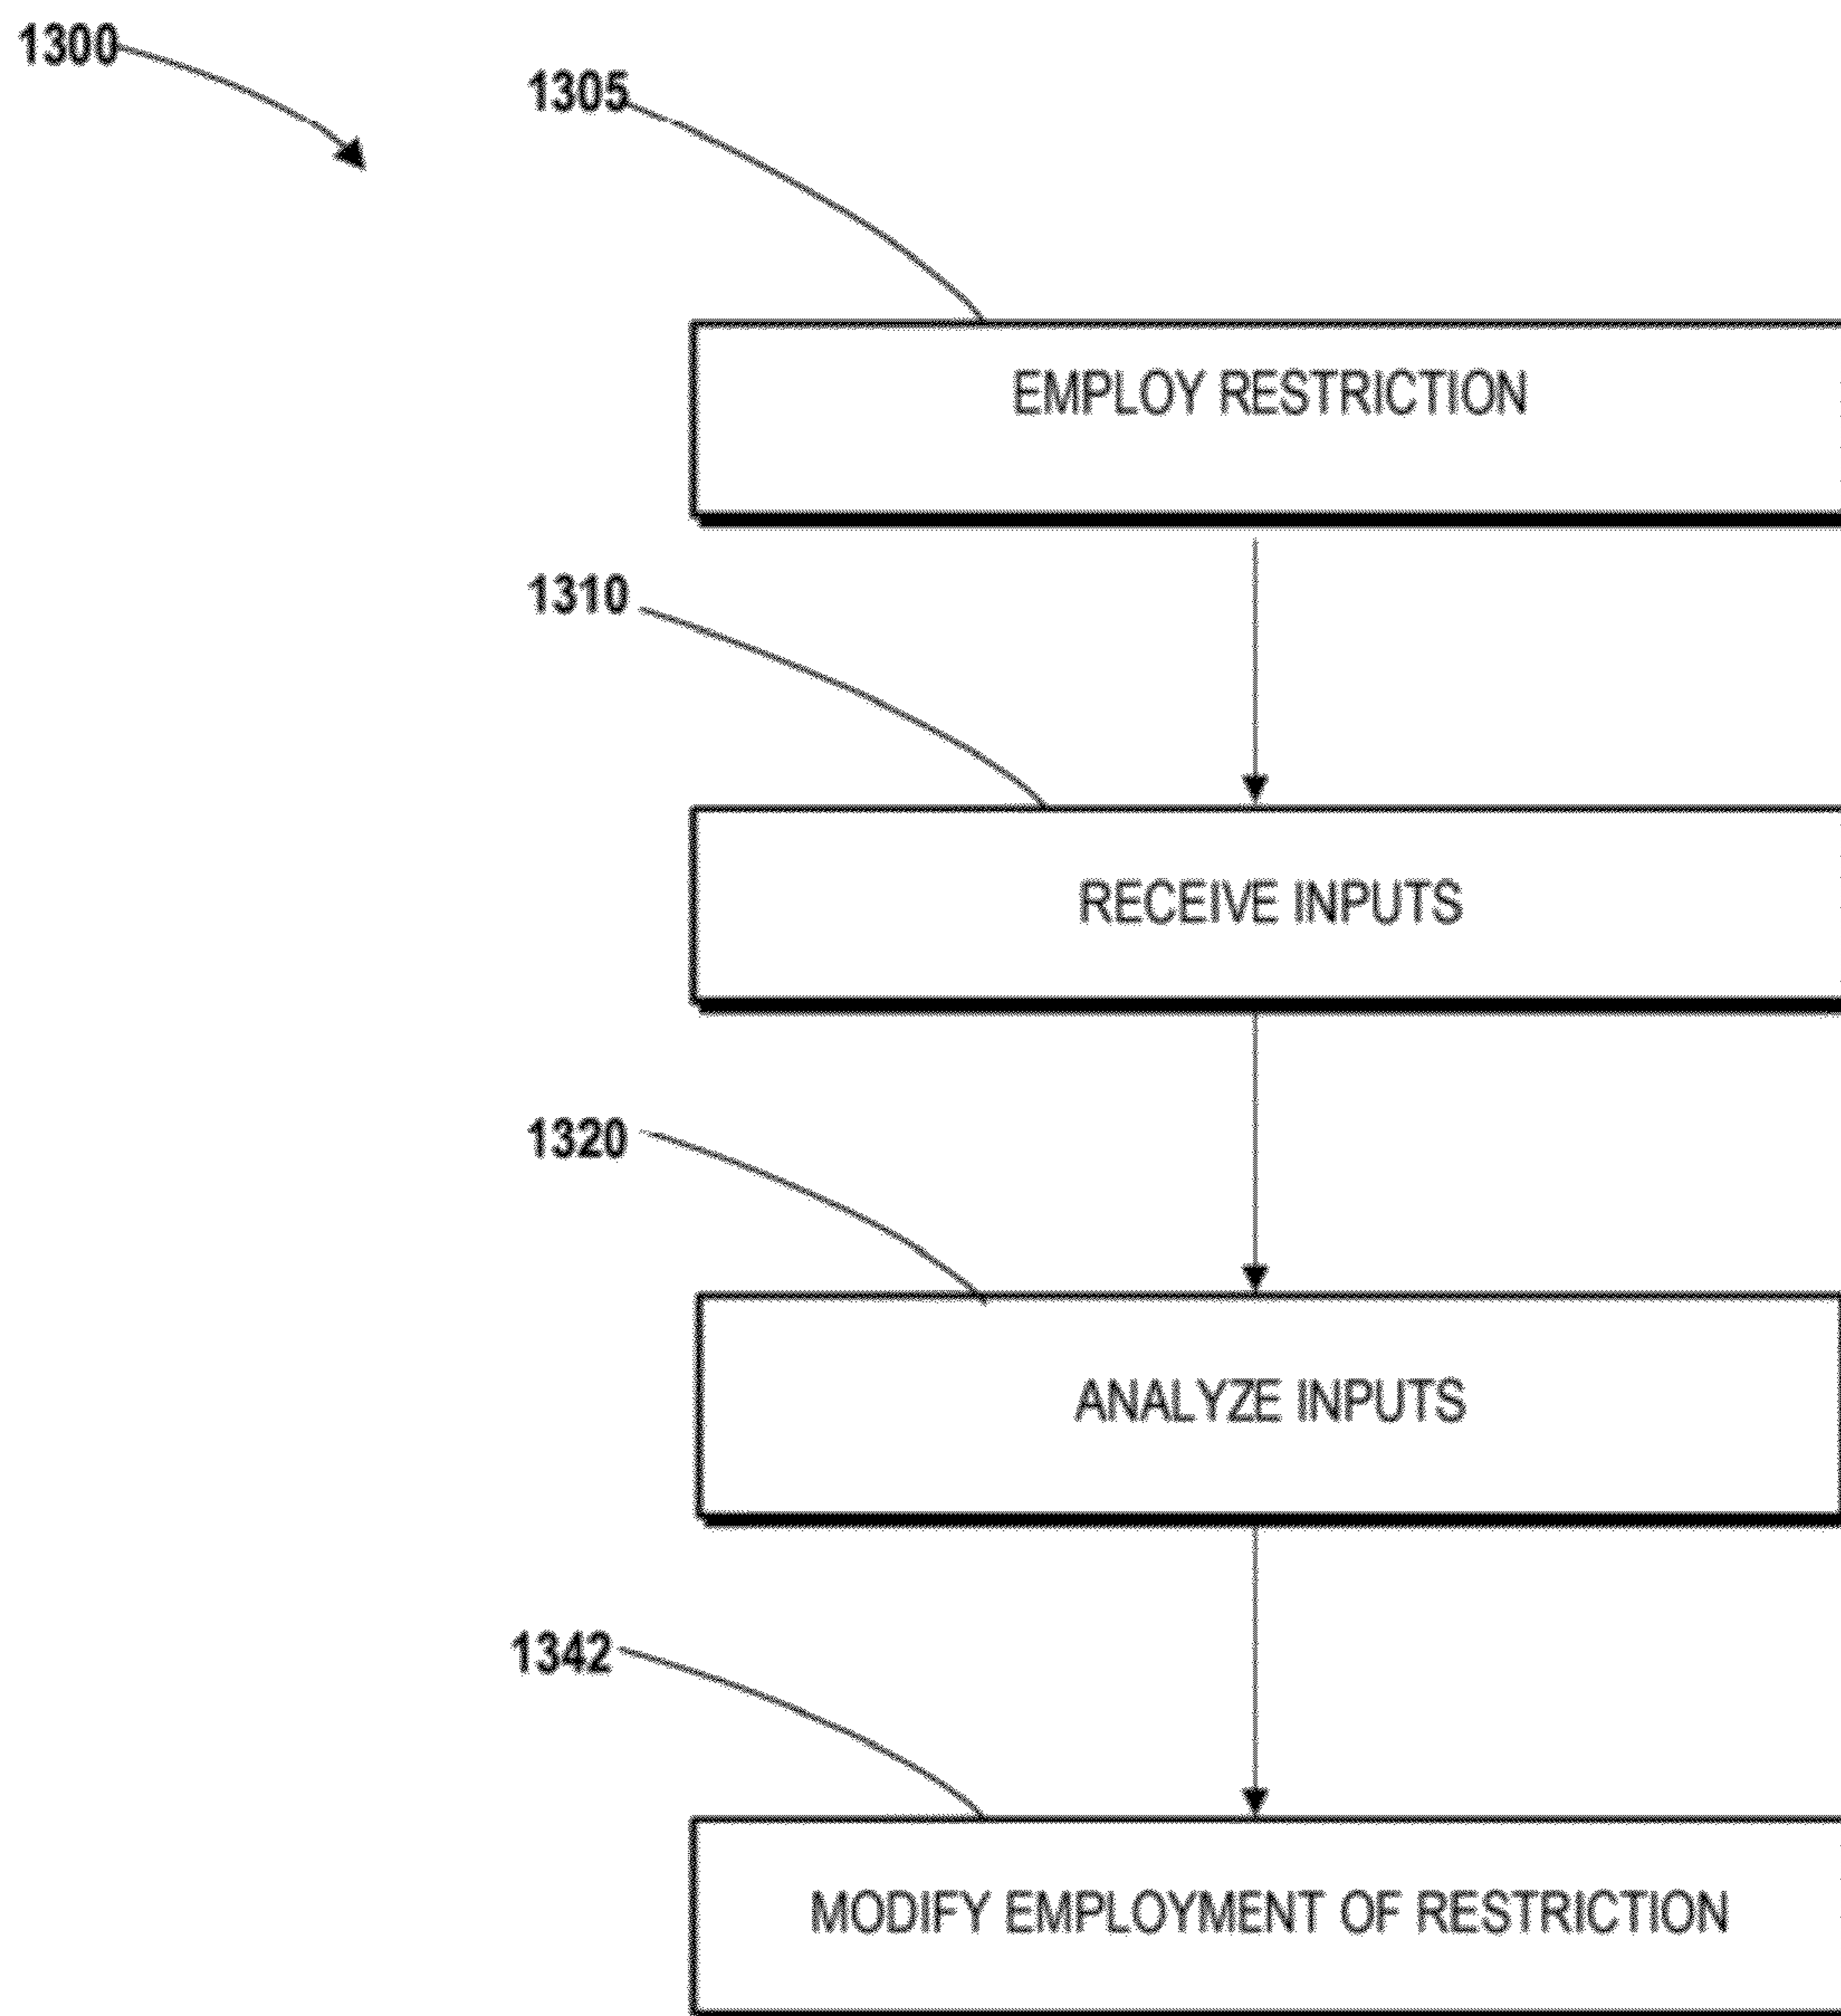 1300
1305
EMPLOY RESTRICTION
1310
RECEIVE INPUTS
1320
ANALYZE INPUTS
1342
MODIFY EMPLOYMENT OF RESTRICTION